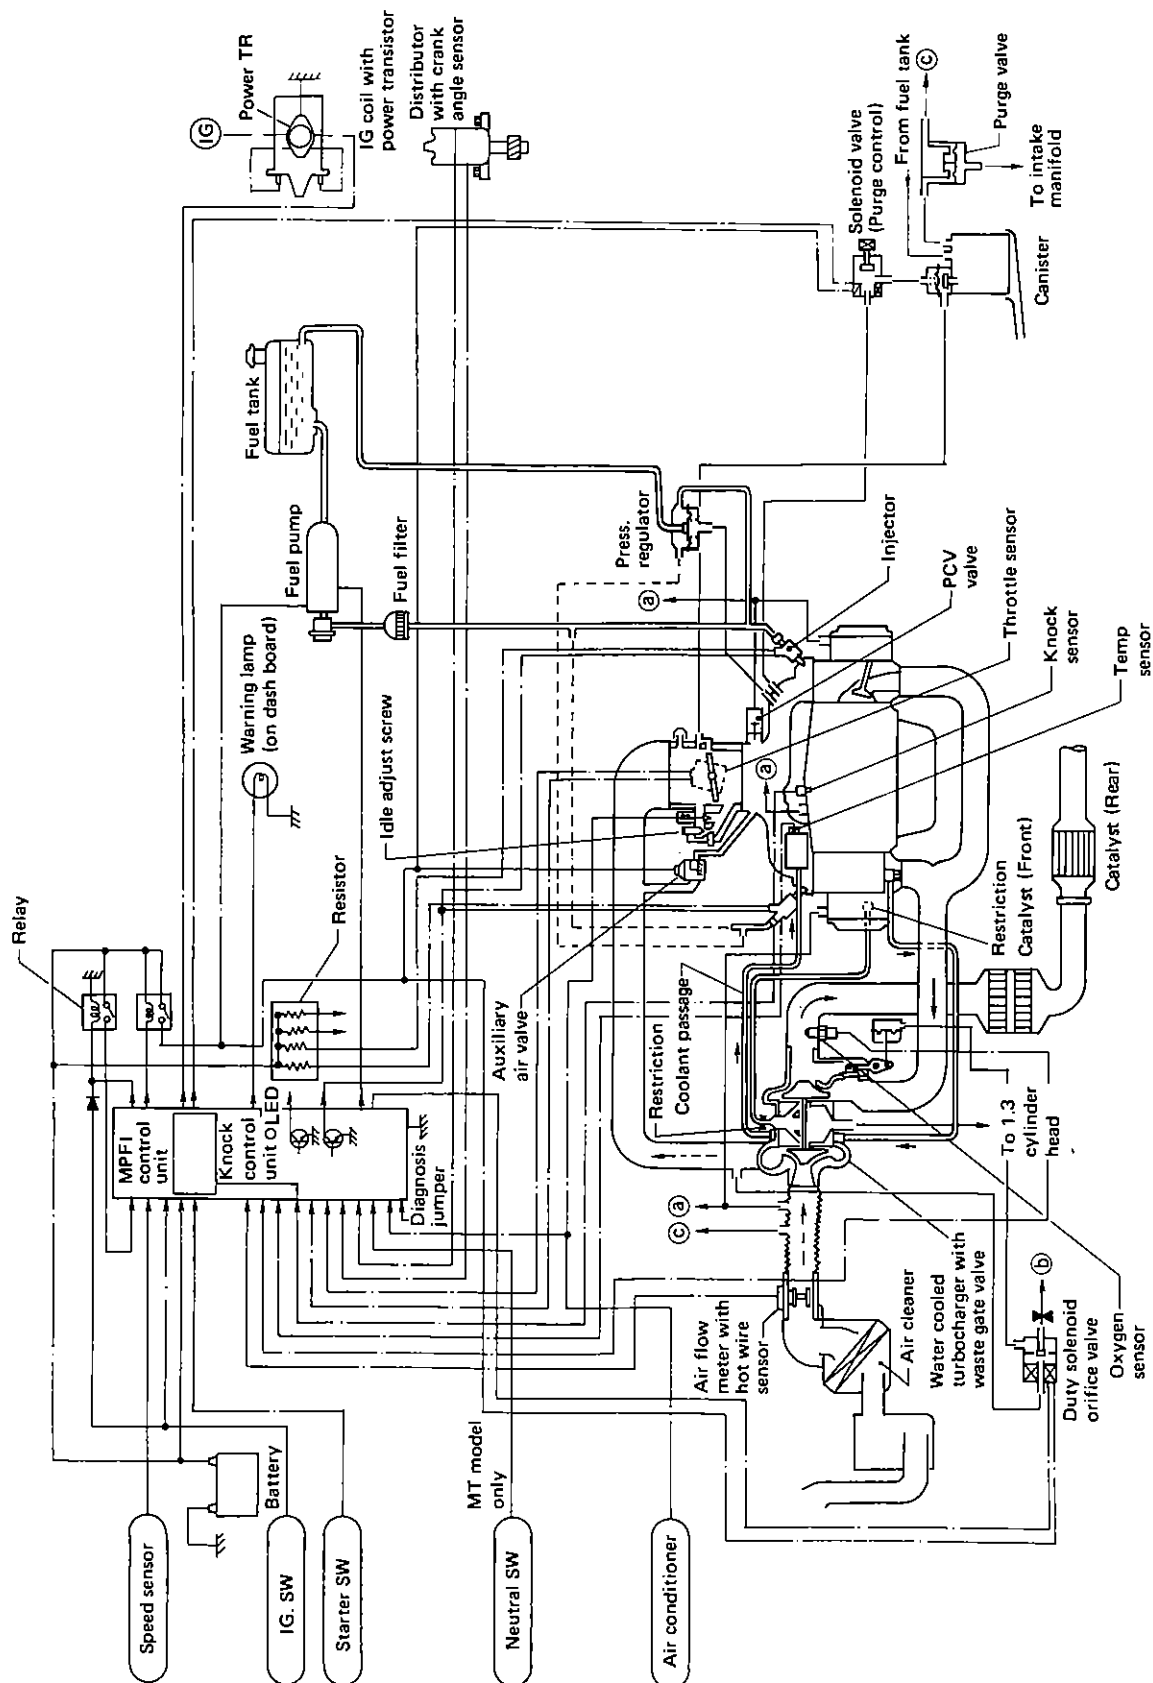 Speed sensor
IG. SW
Starter SW
Neutral SW
Air conditioner
Battery
MT model
only
Relay
Resistor
MPFI
control
unit
Knock
control
unit
LED
Diagnosis
jumper
Warning lamp
(on dash board)
Fuel pump
Fuel tank
Fuel filter
IG
Power TR
IG coil with
power transistor
Distributor
with crank
angle sensor
Idle adjust screw
Auxiliary
air valve
Press.
regulator
Solenoid valve
(Purge control)
From fuel tank
c
Purge valve
To intake
manifold
Canister
a
Injector
PCV
valve
Throttle sensor
Knock
sensor
Temp
sensor
a
Restriction
Coolant passage
Restriction
Catalyst (Front)
Catalyst (Rear)
To 1.3
cylinder
head
a
c
Air flow
meter with
hot wire
sensor
Air cleaner
Water cooled
turbocharger with
waste gate valve
b
Duty solenoid
orifice valve
Oxygen
sensor